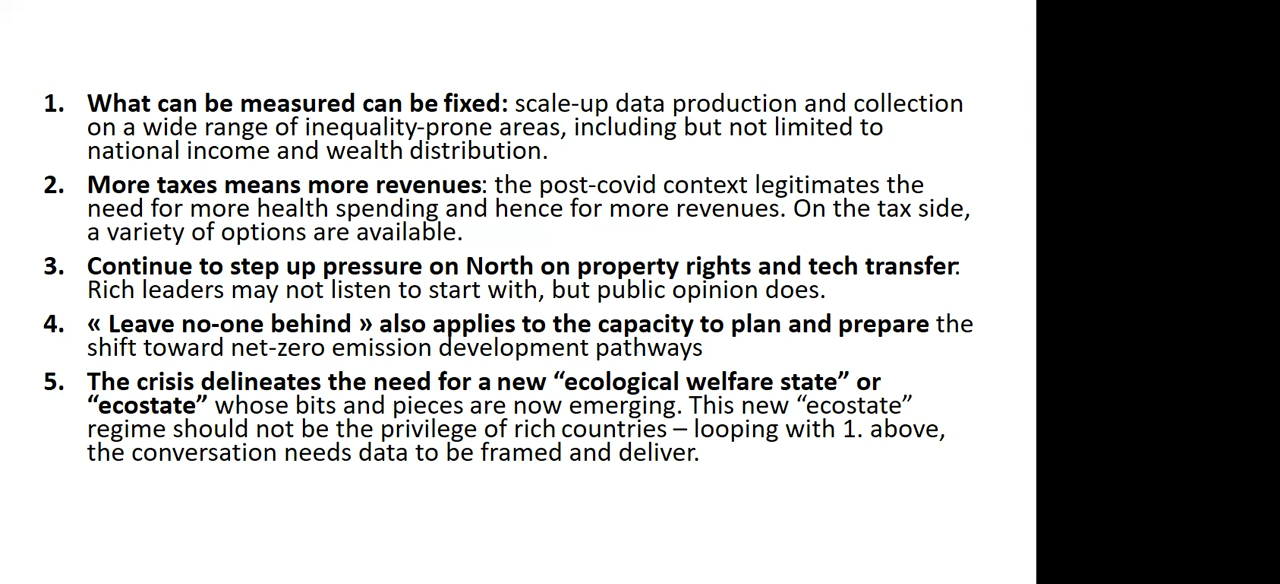 1. What can be measured can be fixed: scale-up data production and collection
on a wide range of inequality-prone areas, including but not limited to
national income and wealth distribution.
2. More taxes means more revenues: the post-covid context legitimates the
need for more health spending and hence for more revenues. On the tax side,
a variety of options are available.
3. Continue to step up pressure on North on property rights and tech transfer:
Rich leaders may not listen to start with, but public opinion does.
4. « Leave no-one behind » also applies to the capacity to plan and prepare the
shift toward net-zero emission development pathways
5. The crisis delineates the need for a new “ecological welfare state” or
“ecostate” whose bits and pieces are now emerging. This new “ecostate”
regime should not be the privilege of rich countries – looping with 1. above,
the conversation needs data to be framed and deliver.